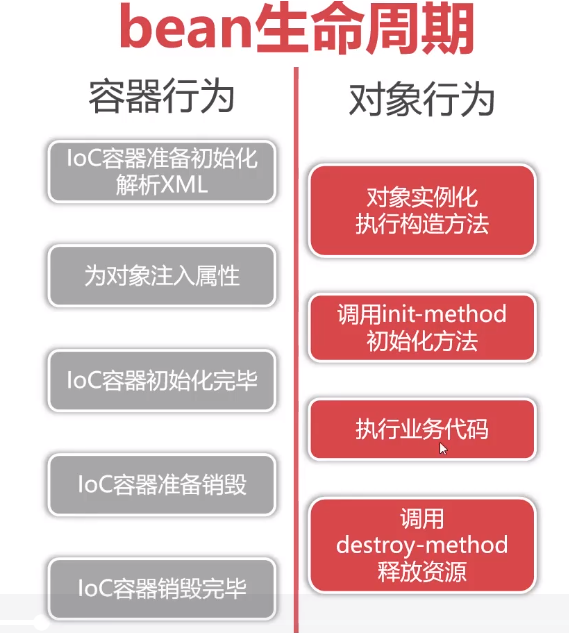 bean生命周期
容器行为
对象行为
IoC容器准备初始化
解析XML
对象实例化
执行构造方法
为对象注入属性
调用init-method
初始化方法
IoC容器初始化完毕
执行业务代码
IoC容器准备销毁
调用
destroy-method
释放资源
IoC容器销毁完毕